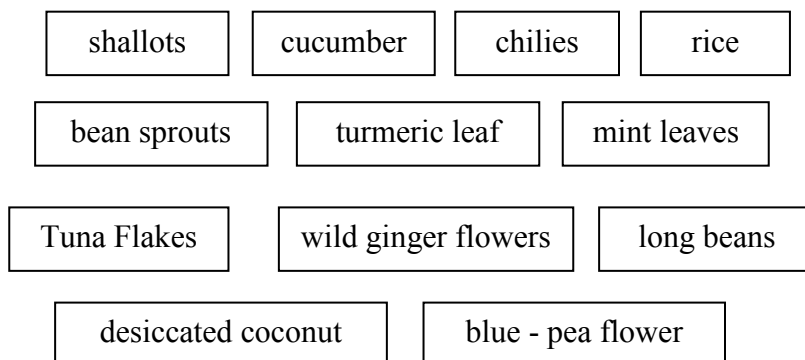 shallots cucumber chilies rice
bean sprouts turmeric leaf mint leaves
Tuna Flakes wild ginger flowers long beans
desiccated coconut blue - pea flower